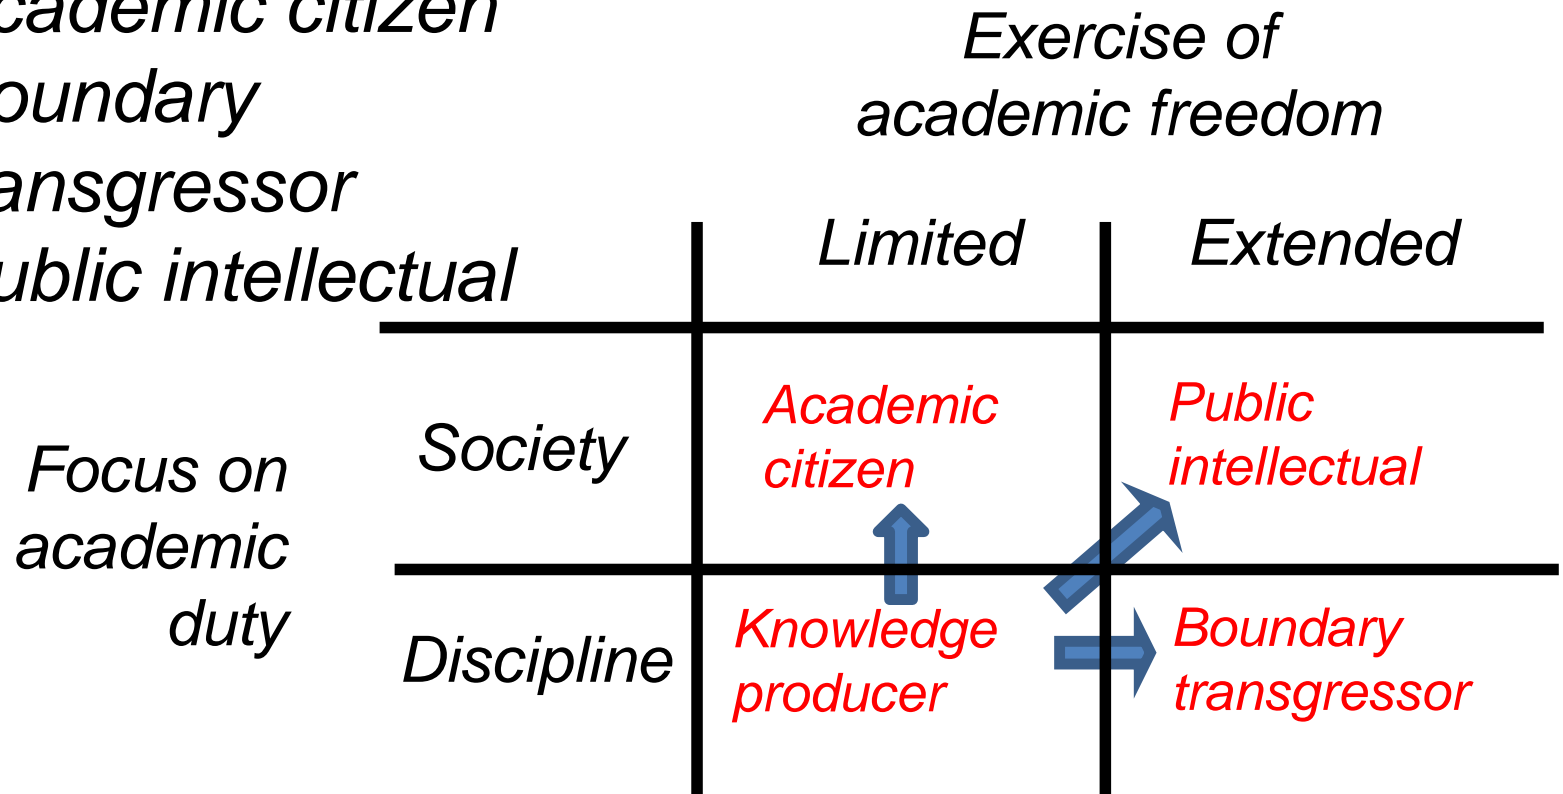 cademic citizen
oundary
ansgressor
ublic intellectual
Exercise of
academic freedom
Limited
Extended
Focus on
academic
duty
Society
Academic
citizen
Public
intellectual
Discipline
Knowledge
producer
Boundary
transgressor